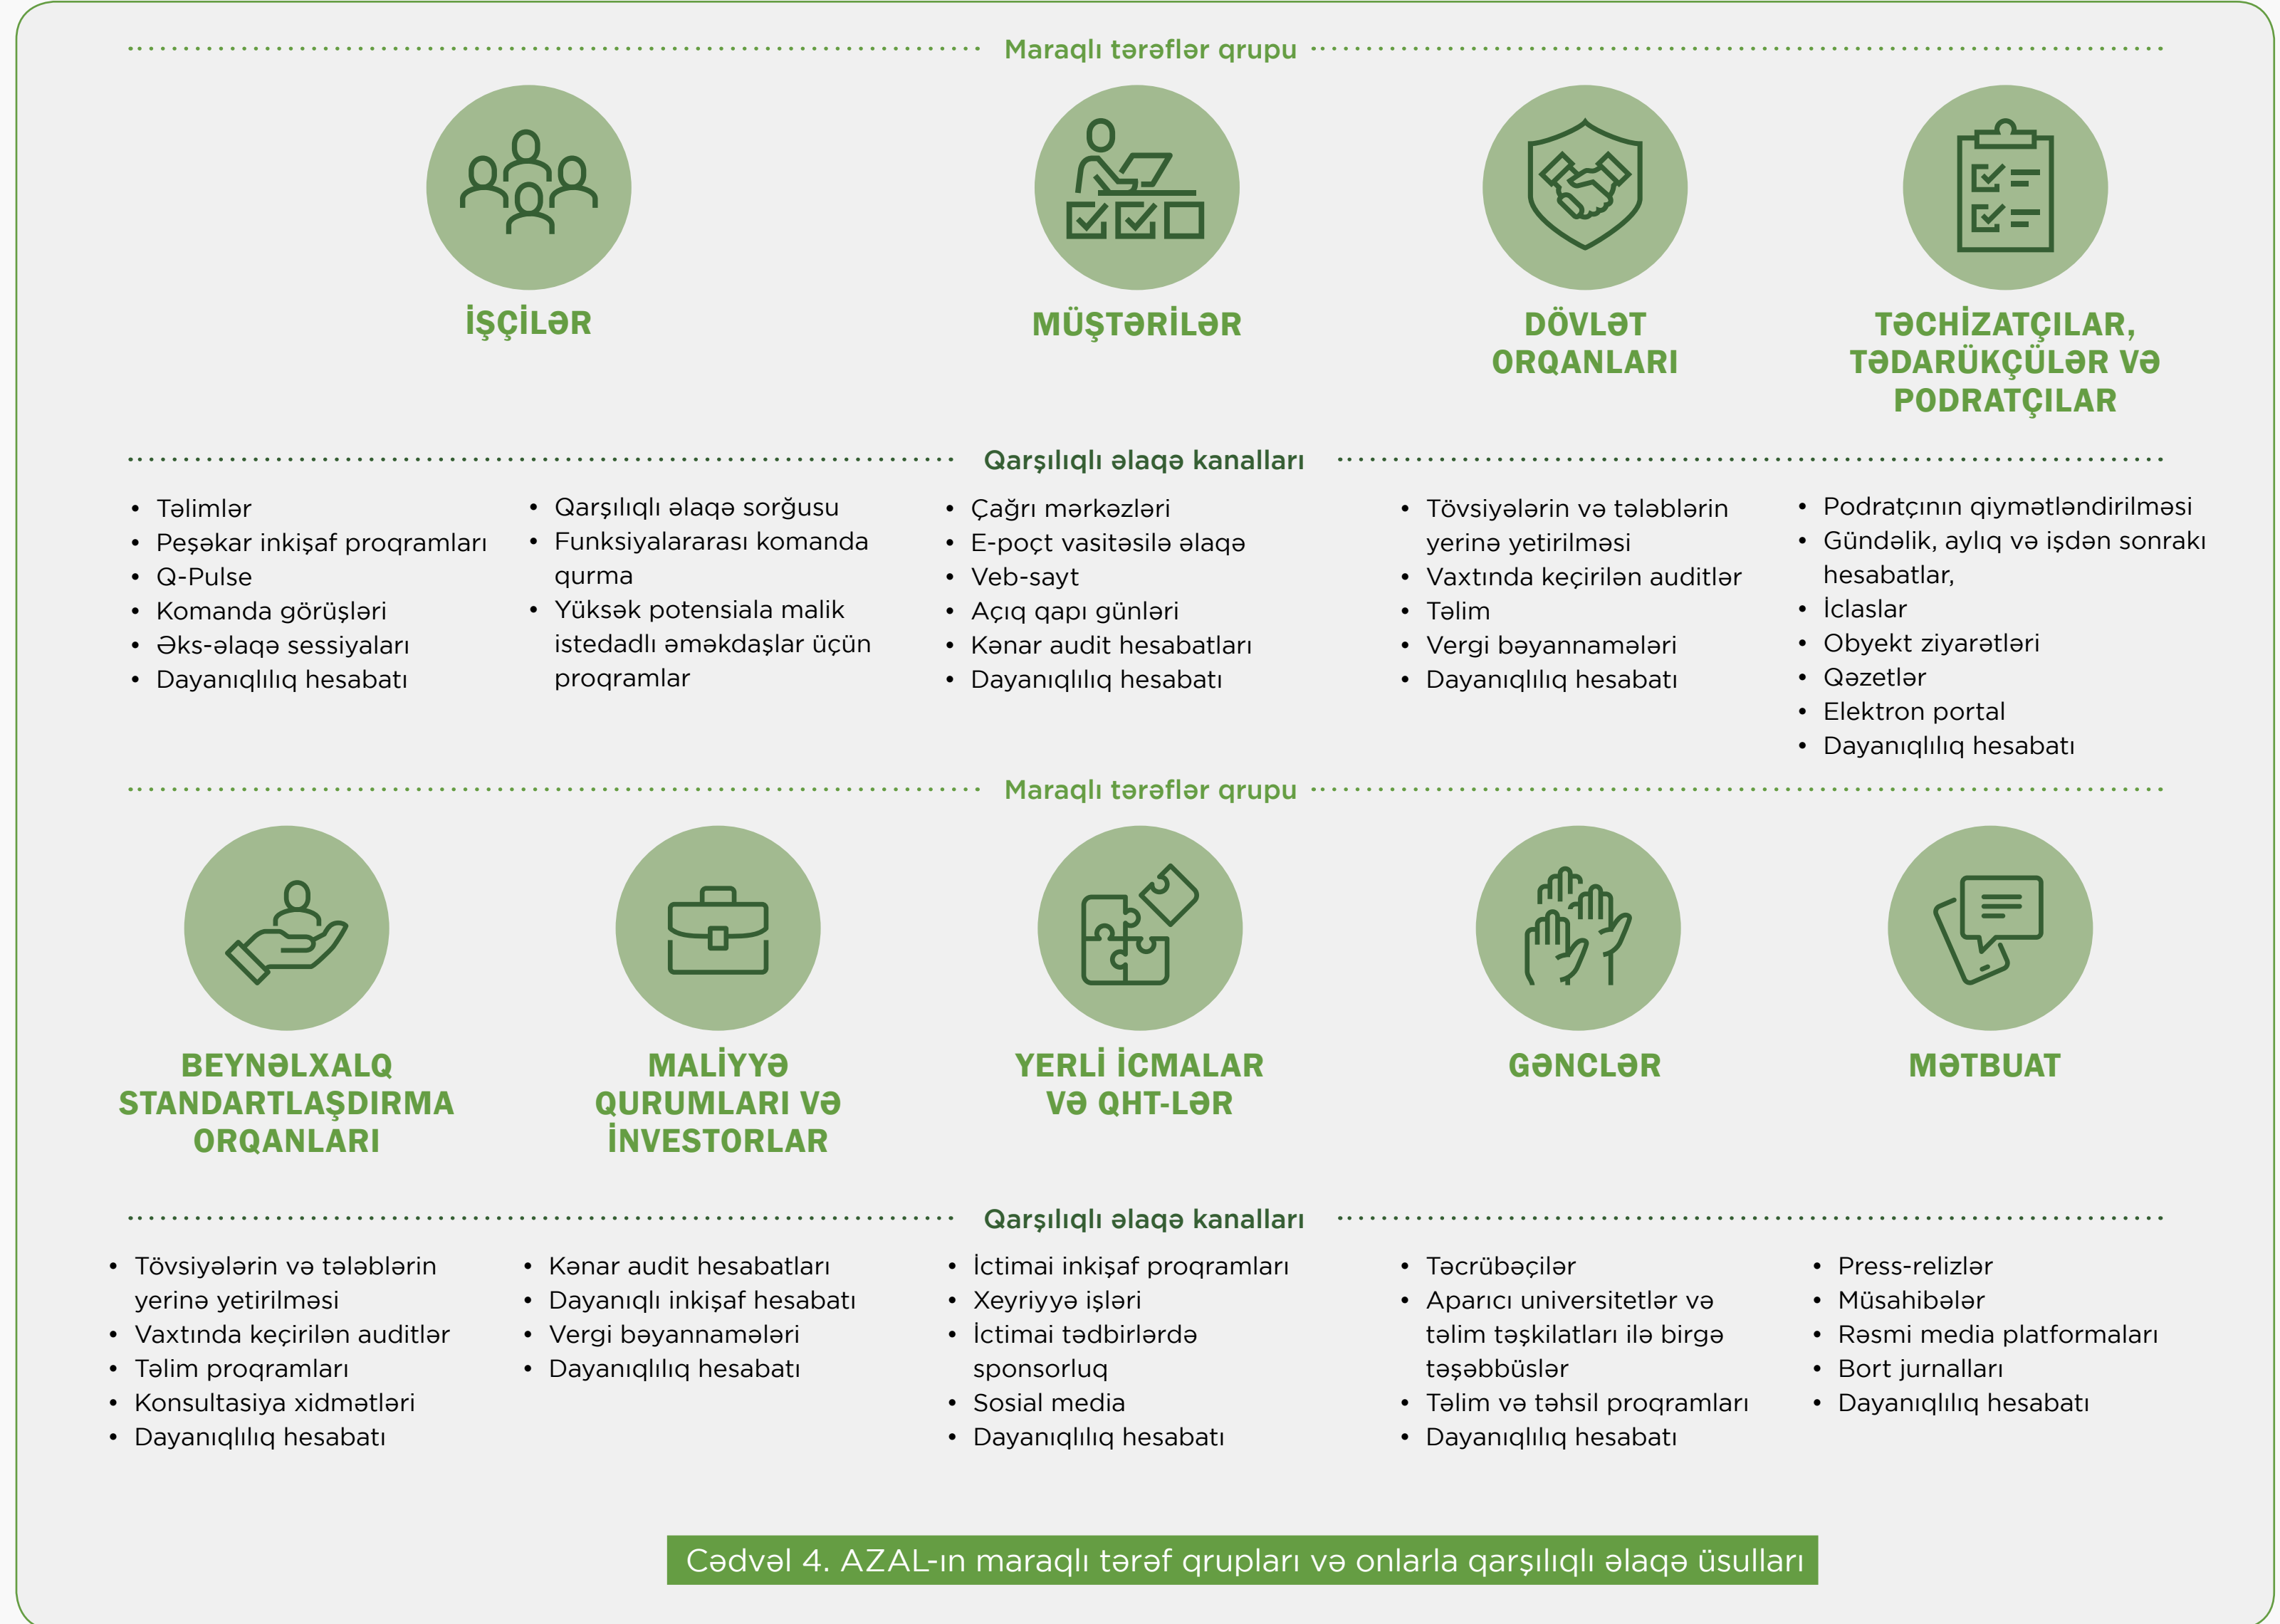 Maraqlı tərəflər qrupu
İŞÇİLƏR
MÜŞTƏRİLƏR
DÖVLƏT
ORQANLARI
TƏCHİZATÇILAR,
TƏDARÜKÇÜLƏR VƏ
PODRATÇILAR
Qarşılıqlı əlaqə kanalları
• Təlimlər
• Peşəkar inkişaf proqramları
• Q-Pulse
• Komanda görüşləri
• Əks-əlaqə sessiyaları
• Dayanıqlılıq hesabatı
• Qarşılıqlı əlaqə sorğusu
• Funksiyalararası komanda
qurma
• Yüksək potensiala malik
istedadlı əməkdaşlar üçün
proqramlar
• Çağrı mərkəzləri
• E-poçt vasitəsilə əlaqə
• Veb-sayt
• Açıq qapı günləri
• Kənar audit hesabatları
• Dayanıqlılıq hesabatı
• Tövsiyələrin və tələblərin
yerinə yetirilməsi
• Vaxtında keçirilən auditlər
• Təlim
• Vergi bəyannamələri
• Dayanıqlılıq hesabatı
• Podratçının qiymətləndirilməsi
• Gündəlik, aylıq və işdən sonrakı
hesabatlar,
• İclaslar
• Obyekt ziyarətləri
• Qəzetlər
• Elektron portal
• Dayanıqlılıq hesabatı
Maraqlı tərəflər qrupu
BEYNƏLXALQ
STANDARTLAŞDIRMA
ORQANLARI
MALİYYƏ
QURUMLARI VƏ
İNVESTORLAR
YERLİ İCMALAR
VƏ QHT-LƏR
GƏNCLƏR
MƏTBUAT
Qarşılıqlı əlaqə kanalları
• Tövsiyələrin və tələblərin
yerinə yetirilməsi
• Vaxtında keçirilən auditlər
• Təlim proqramları
• Konsultasiya xidmətləri
• Dayanıqlılıq hesabatı
• Kənar audit hesabatları
• Dayanıqlı inkişaf hesabatı
• Vergi bəyannamələri
• Dayanıqlılıq hesabatı
• İctimai inkişaf proqramları
• Xeyriyyə işləri
• İctimai tədbirlərdə
sponsorluq
• Sosial media
• Dayanıqlılıq hesabatı
• Təcrübəçilər
• Aparıcı universitetlər və
təlim təşkilatları ilə birgə
təşəbbüslər
• Təlim və təhsil proqramları
• Dayanıqlılıq hesabatı
• Press-relizlər
• Müsahibələr
• Rəsmi media platformaları
• Bort jurnalları
• Dayanıqlılıq hesabatı
Cədvəl 4. AZAL-ın maraqlı tərəf qrupları və onlarla qarşılıqlı əlaqə üsulları